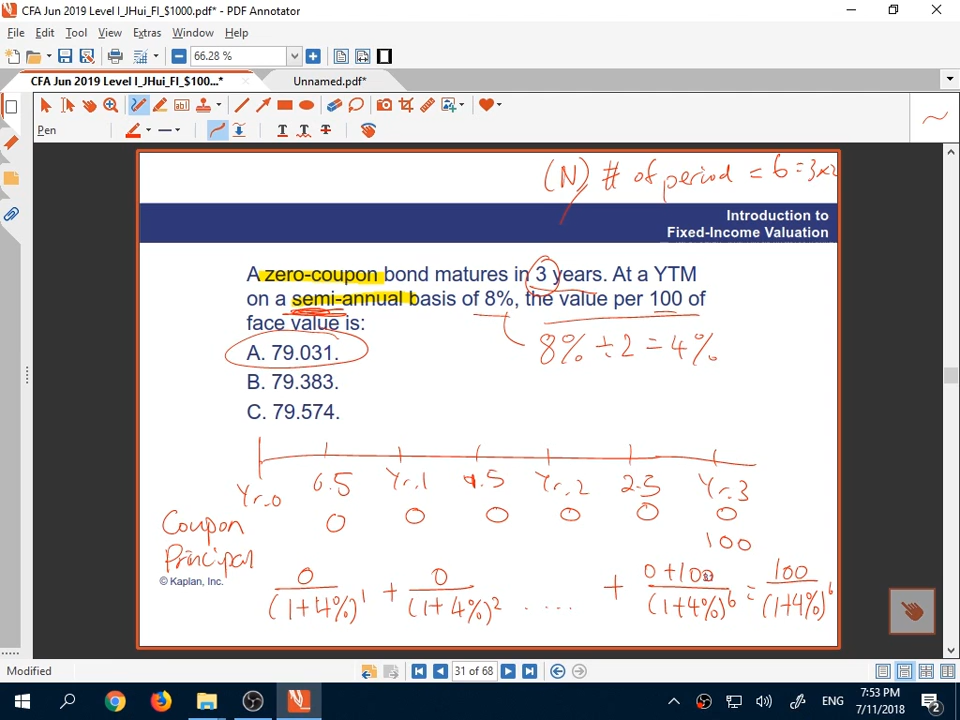 CFA Jun 2019 Level I_JHui_FI_$1000.pdf* - PDF Annotator
File Edit Tool View Extras Window Help
66.28 %
CFA Jun 2019 Level I_JHui_FI_$100...* Unnamed.pdf*
Pen
(N) # of period = 6 = 3×2
Introduction to
Fixed-Income Valuation
A zero-coupon bond matures in 3 years. At a YTM
on a semi-annual basis of 8%, the value per 100 of
face value is:
8% ÷ 2 = 4%
A. 79.031.
B. 79.383.
C. 79.574.
Yr.0 0.5 Yr.1 1.5 Yr.2 2.5 Yr.3
Coupon 0 0 0 0 0 0
Principal 100
© Kaplan, Inc.
0/(1+4%)^1 + 0/(1+4%)^2 ..... + 0+100/(1+4%)^6 = 100/(1+4%)^6
Modified 31 of 68
ENG 7:53 PM
7/11/2018 2